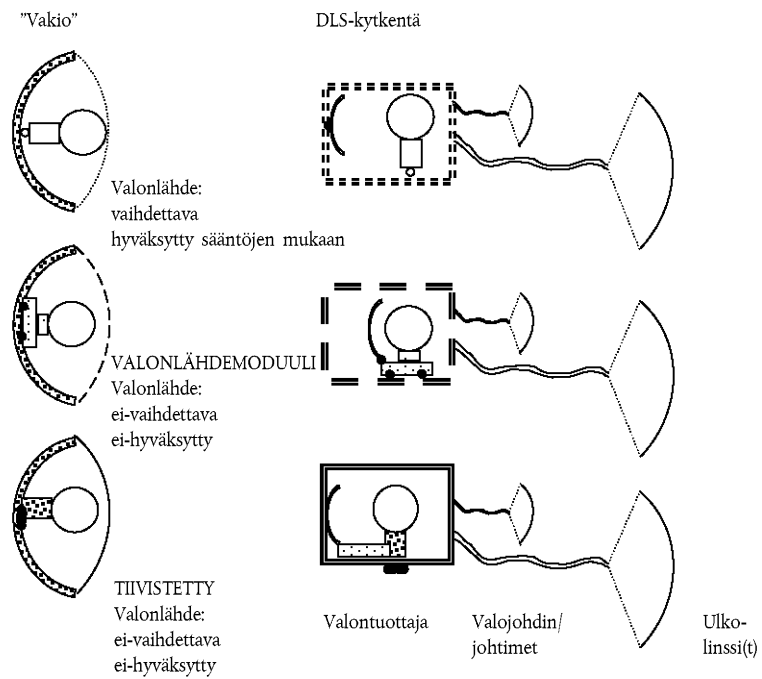 "Vakio"
DLS-kytkentä
Valonlähde:
vaihdettava
hyväksytty sääntöjen mukaan
VALONLÄHDEMODUULI
Valonlähde:
ei-vaihdettava
ei-hyväksytty
TIIVISTETTY
Valonlähde:
ei-vaihdettava
ei-hyväksytty
Valontuottaja
Valojohdin/
johtimet
Ulko-
linssi(t)